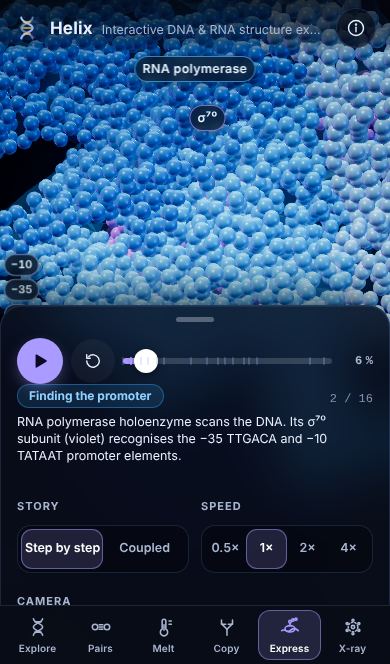 Helix Interactive DNA & RNA structure ex...
RNA polymerase
σ⁷⁰
−10
−35
6 %
Finding the promoter 2 / 16
RNA polymerase holoenzyme scans the DNA. Its σ⁷⁰
subunit (violet) recognises the −35 TTGACA and −10
TATAAT promoter elements.
STORY SPEED
Step by step Coupled 0.5× 1× 2× 4×
CAMERA
Explore Pairs Melt Copy Express X-ray